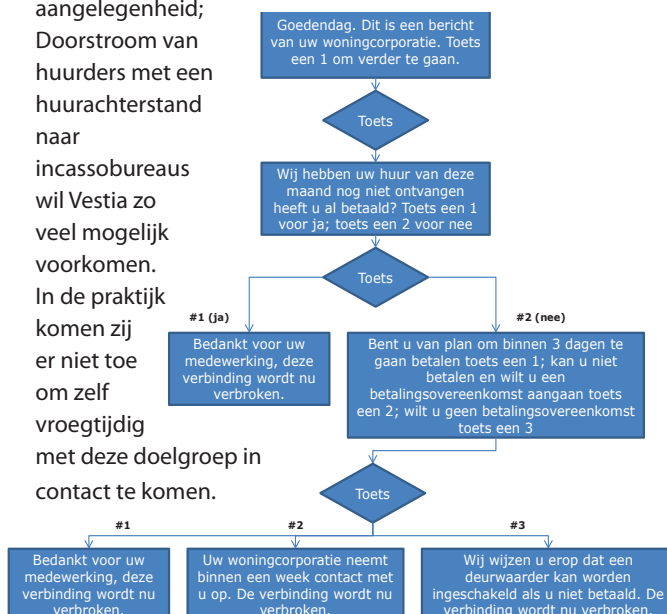 aangelegenheid;
Doorstroom van
huurders met een
huurachterstand
naar
incassobureaus
wil Vestia zo
veel mogelijk
voorkomen.
In de praktijk
komen zij
er niet toe
om zelf
vroegtijdig
met deze doelgroep in
contact te komen.
Goedendag. Dit is een bericht
van uw woningcorporatie. Toets
een 1 om verder te gaan.
Toets
Wij hebben uw huur van deze
maand nog niet ontvangen
heeft u al betaald? Toets een 1
voor ja; toets een 2 voor nee
Toets
#1 (ja)
Bedankt voor uw
medewerking, deze
verbinding wordt nu
verbroken.
#2 (nee)
Bent u van plan om binnen 3 dagen te
gaan betalen toets een 1; kan u niet
betalen en wilt u een
betalingsovereenkomst aangaan toets
een 2; wilt u geen betalingsovereenkomst
toets een 3
Toets
#1
Bedankt voor uw
medewerking, deze
verbinding wordt nu
verbroken.
#2
Uw woningcorporatie neemt
binnen een week contact met
u op. De verbinding wordt nu
verbroken.
#3
Wij wijzen u erop dat een
deurwaarder kan worden
ingeschakeld als u niet betaald. De
verbinding wordt nu verbroken.